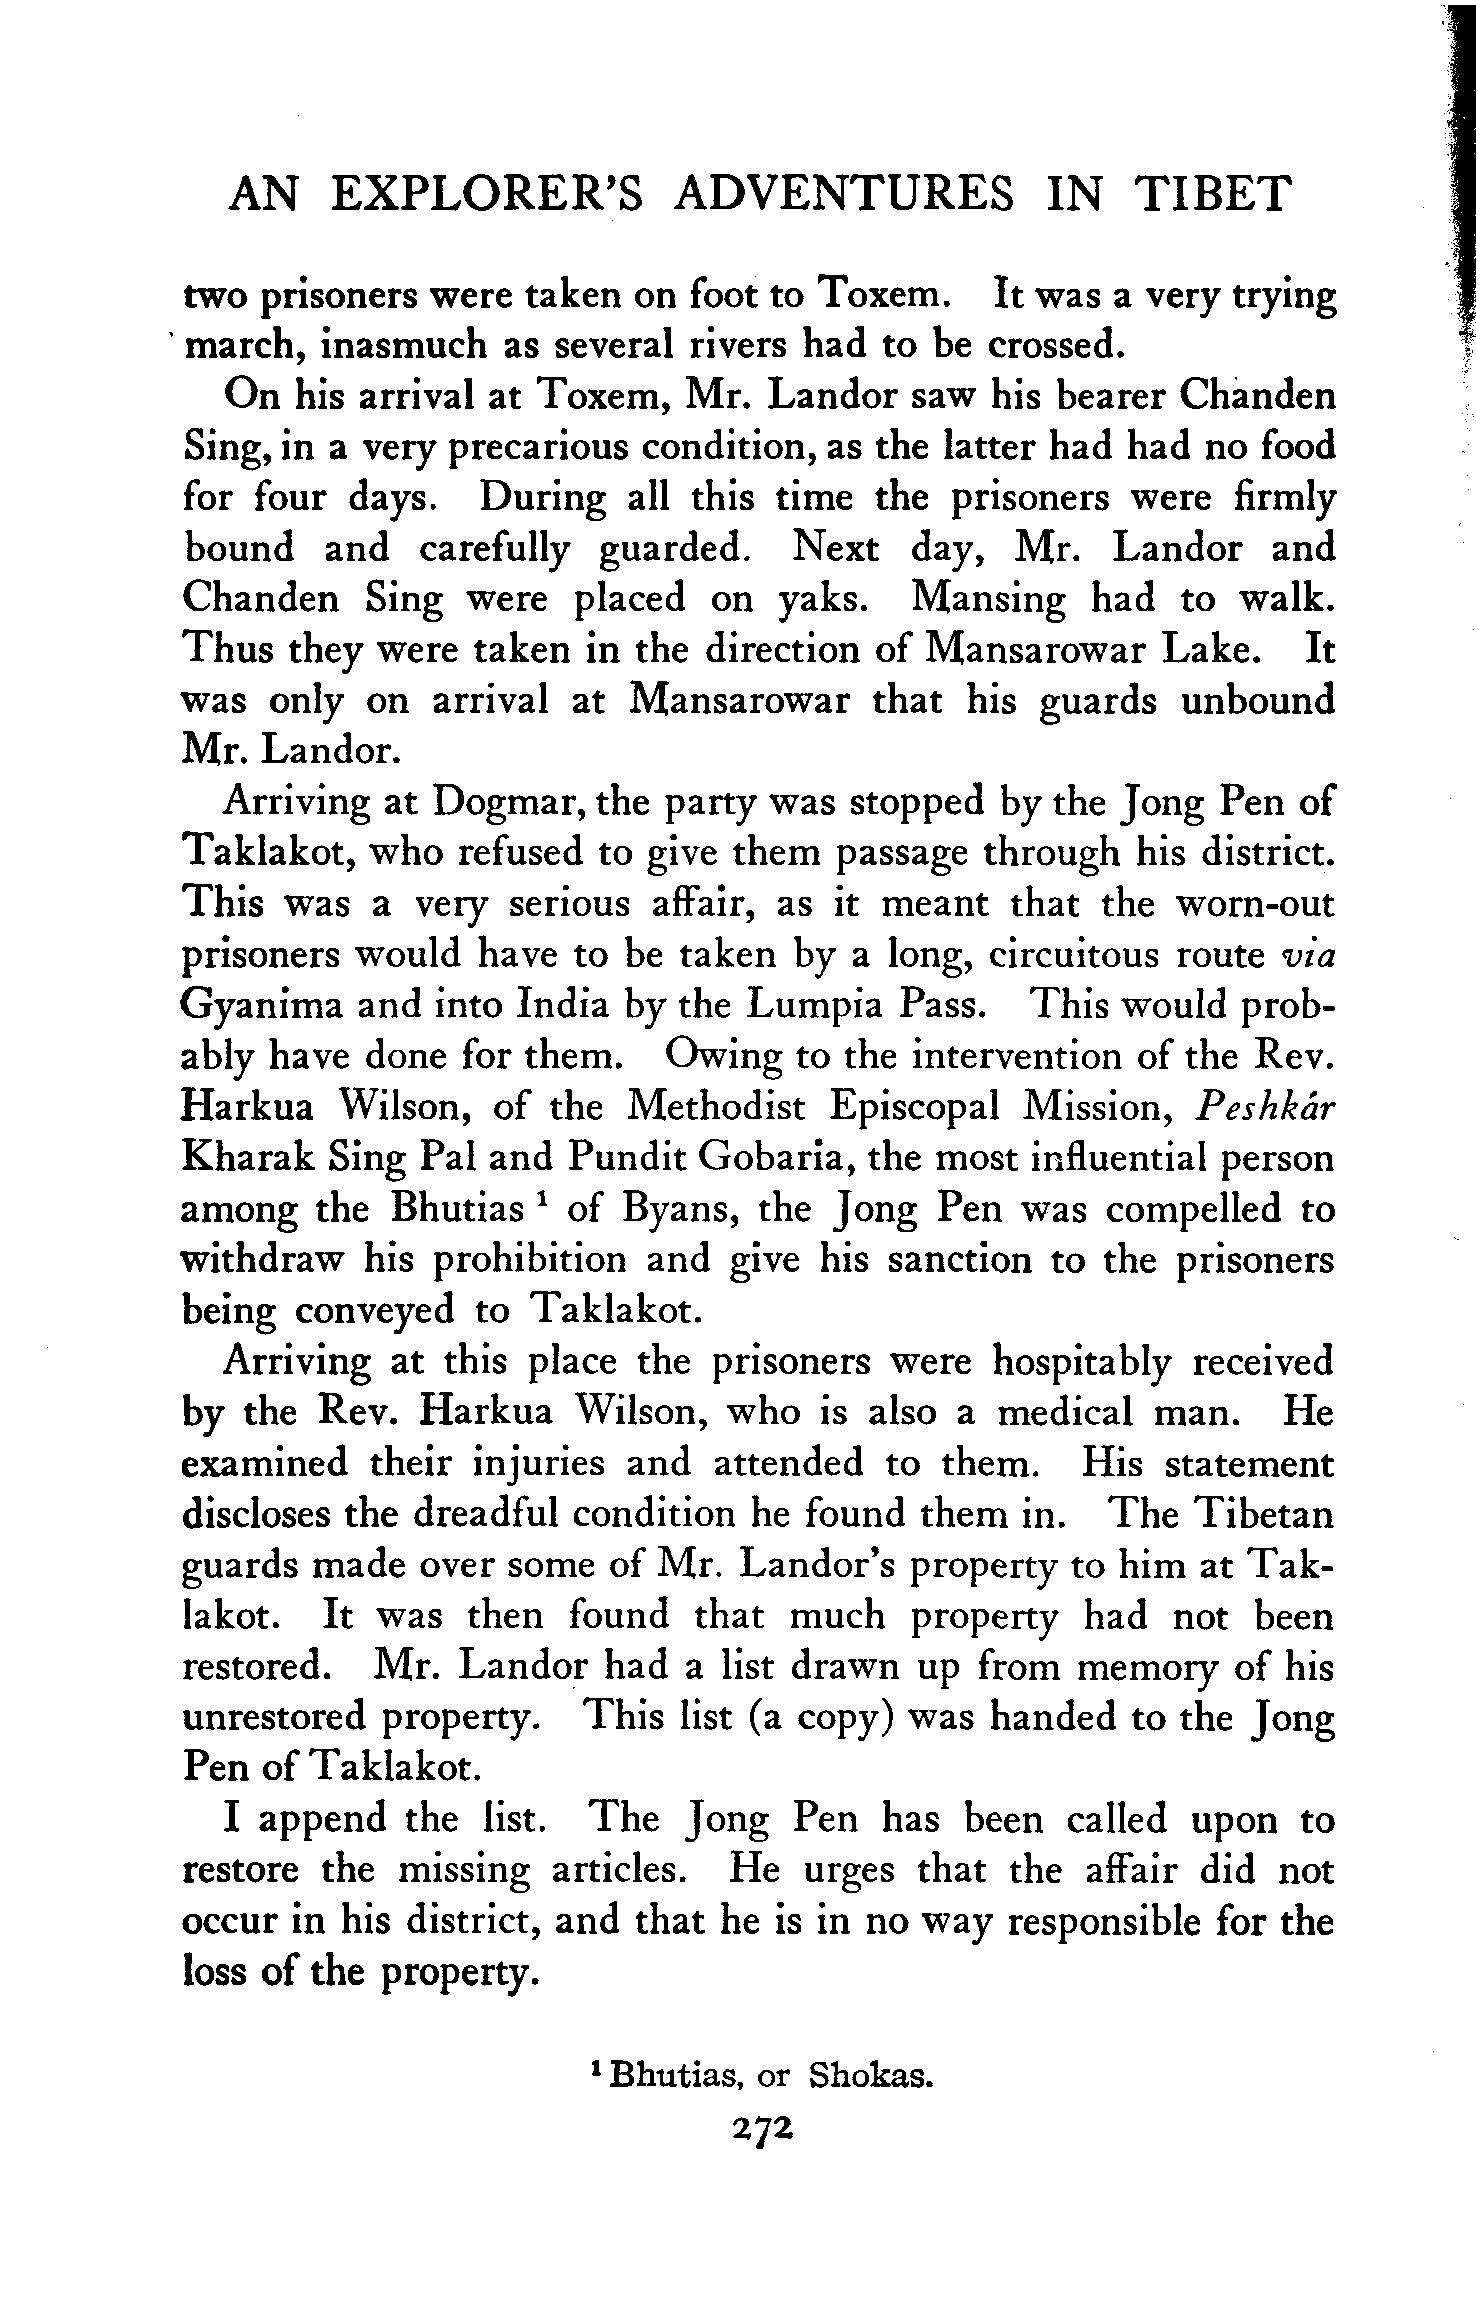 AN EXPLORER'S ADVENTURES IN TIBET
two prisoners were taken on foot to Toxem. It was a very trying
march, inasmuch as several rivers had to be crossed.
On his arrival at Toxem, Mr. Landor saw his bearer Chanden
Sing, in a very precarious condition, as the latter had had no food
for four days. During all this time the prisoners were firmly
bound and carefully guarded. Next day, Mr. Landor and
Chanden Sing were placed on yaks. Mansing had to walk.
Thus they were taken in the direction of Mansarowar Lake. It
was only on arrival at Mansarowar that his guards unbound
Mr. Landor.
Arriving at Dogmar, the party was stopped by the Jong Pen of
Taklakot, who refused to give them passage through his district.
This was a very serious affair, as it meant that the worn-out
prisoners would have to be taken by a long, circuitous route via
Gyanima and into India by the Lumpia Pass. This would prob-
ably have done for them. Owing to the intervention of the Rev.
Harkua Wilson, of the Methodist Episcopal Mission, Peshkár
Kharak Sing Pal and Pundit Gobaria, the most influential person
among the Bhutias ¹ of Byans, the Jong Pen was compelled to
withdraw his prohibition and give his sanction to the prisoners
being conveyed to Taklakot.
Arriving at this place the prisoners were hospitably received
by the Rev. Harkua Wilson, who is also a medical man. He
examined their injuries and attended to them. His statement
discloses the dreadful condition he found them in. The Tibetan
guards made over some of Mr. Landor's property to him at Tak-
lakot. It was then found that much property had not been
restored. Mr. Landor had a list drawn up from memory of his
unrestored property. This list (a copy) was handed to the Jong
Pen of Taklakot.
I append the list. The Jong Pen has been called upon to
restore the missing articles. He urges that the affair did not
occur in his district, and that he is in no way responsible for the
loss of the property.
¹ Bhutias, or Shokas.
272